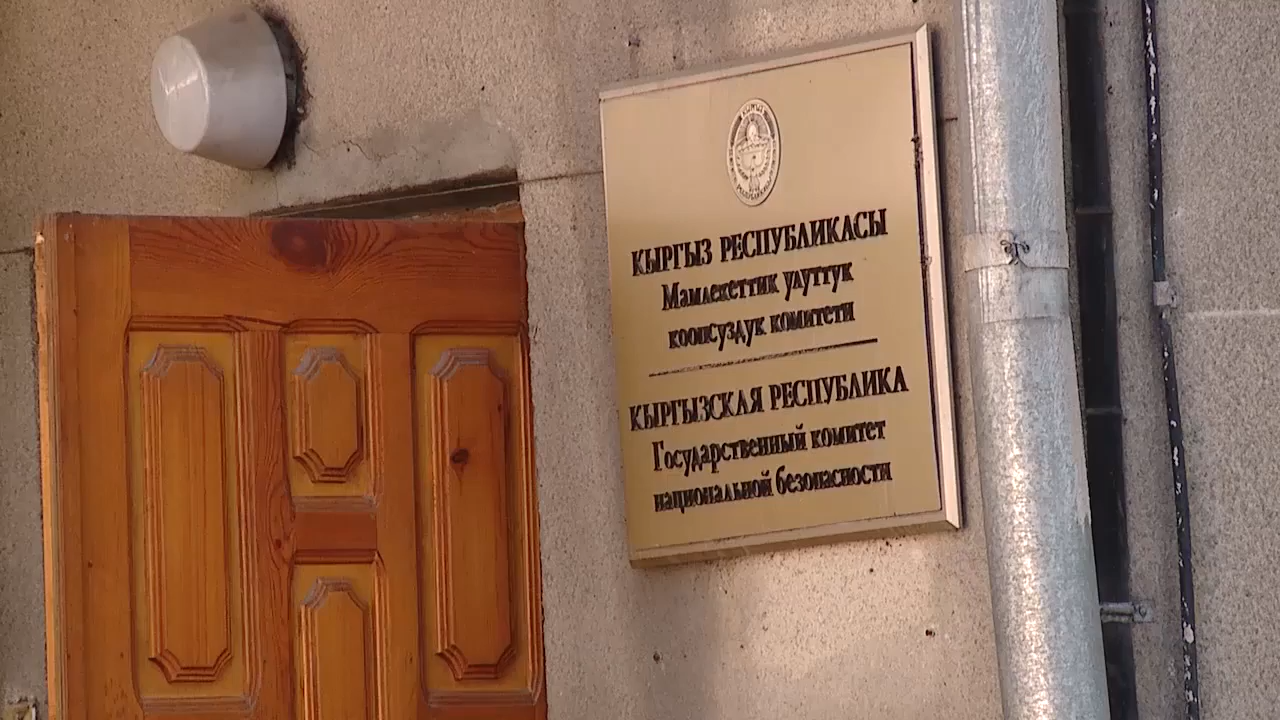 КЫРГЫЗ РЕСПУБЛИКАСЫ
Мамлекеттик улуттук
коопсуздук комитети
КЫРГЫЗСКАЯ РЕСПУБЛИКА
Государственный комитет
национальной безопасности